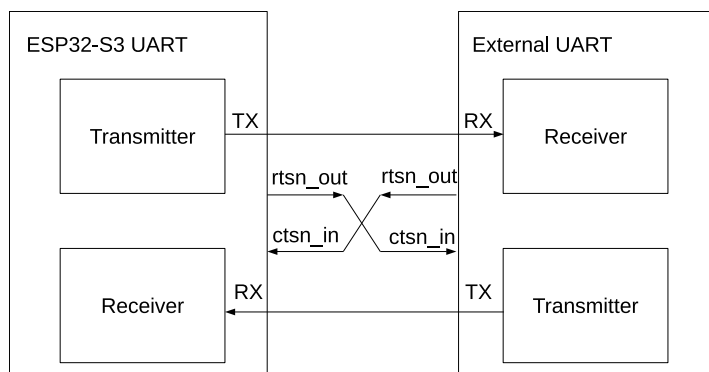 ESP32-S3 UART
External UART
TX
RX
Transmitter
Receiver
rtsn_out
rtsn_out
ctsn_in
ctsn_in
RX
TX
Receiver
Transmitter